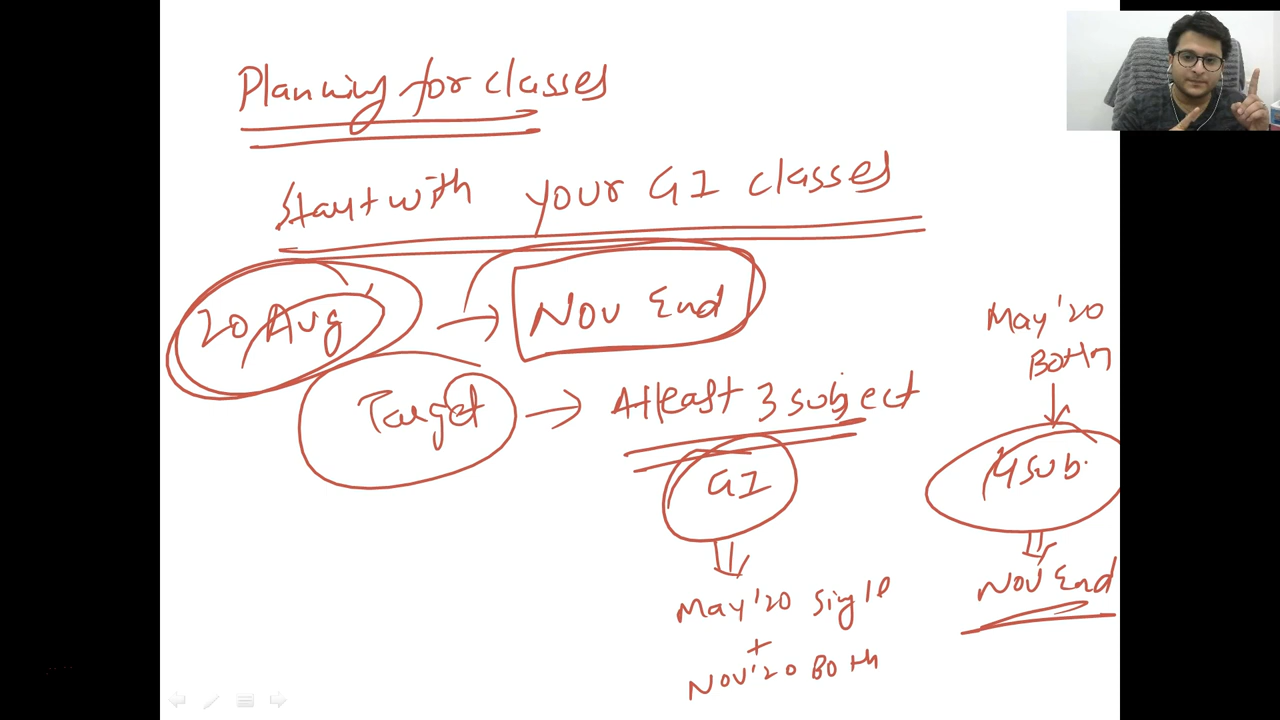 Planning for classes
Start with your GI classes
20 Aug → Nov End
Target → Atleast 3 subject
GI
May'20 Single
+
Nov'20 Both
May'20
Both
4 sub.
Nov End